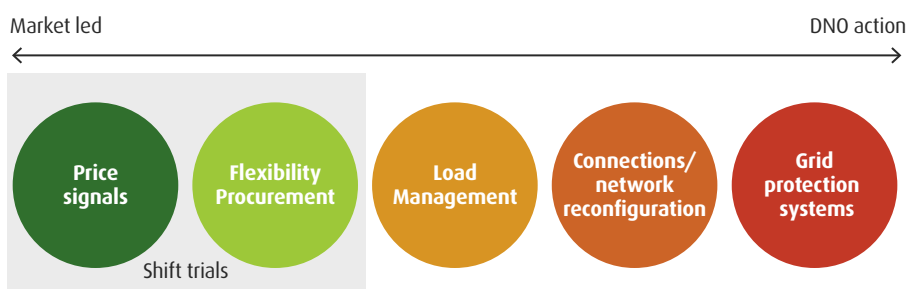 Market led
DNO action
Price
signals
Flexibility
Procurement
Load
Management
Connections/
network
reconfiguration
Grid
protection
systems
Shift trials